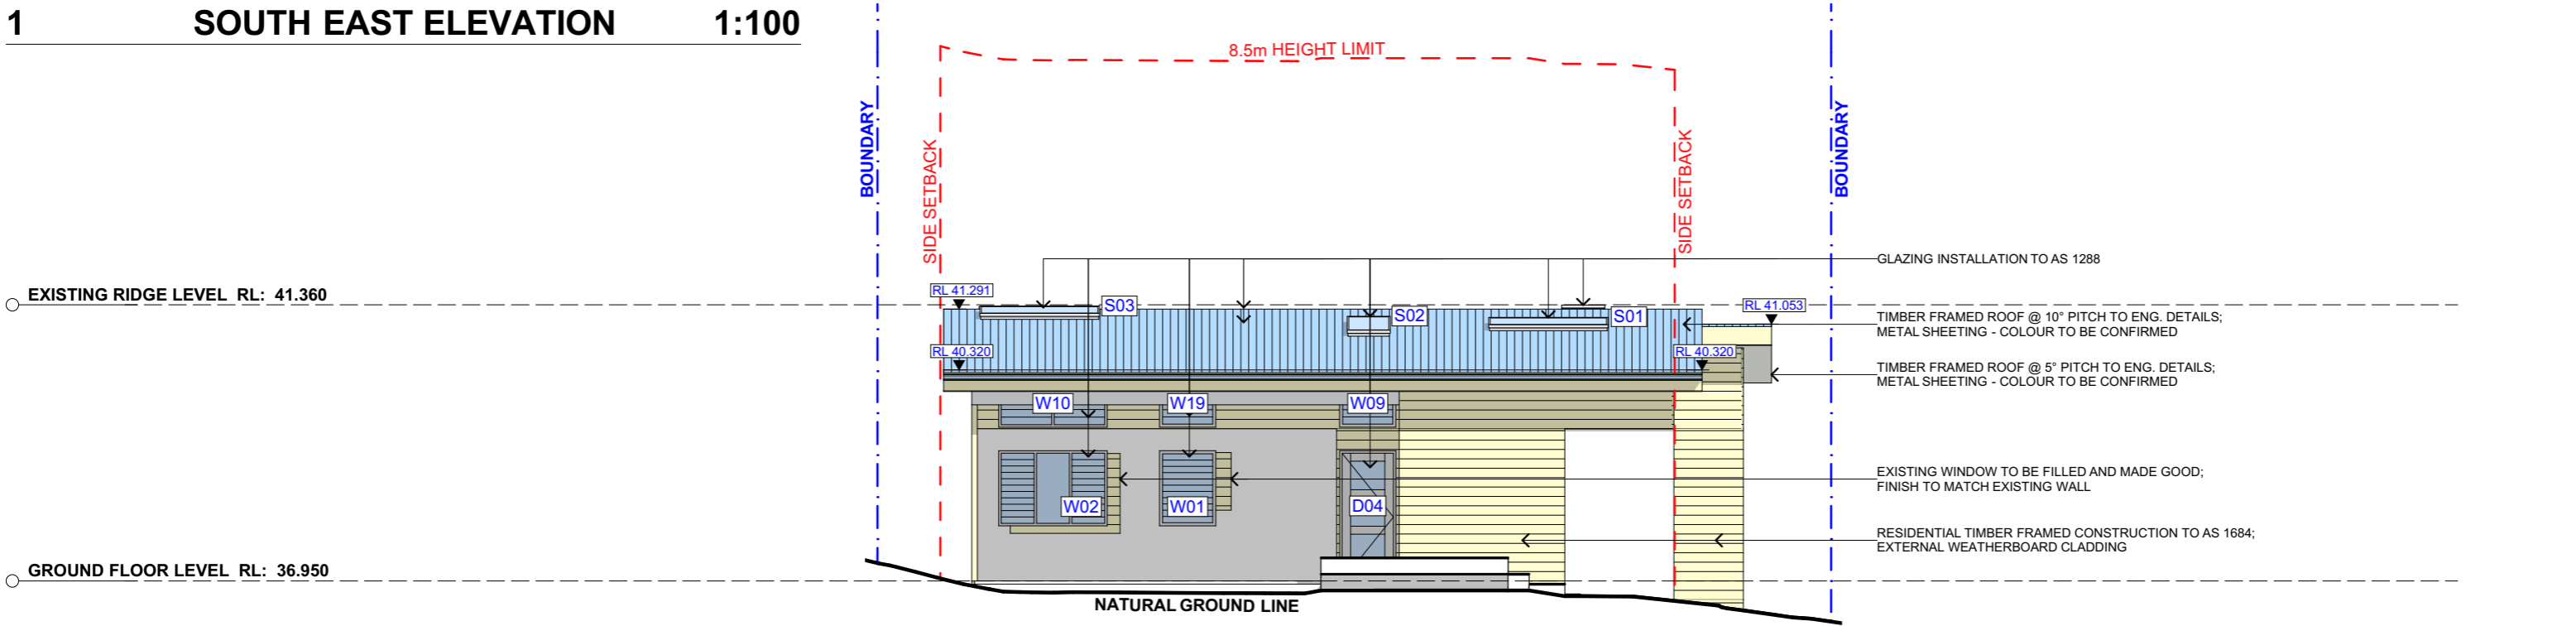 1 SOUTH EAST ELEVATION 1:100
8.5m HEIGHT LIMIT
BOUNDARY
SIDE SETBACK
SIDE SETBACK
BOUNDARY
GLAZING INSTALLATION TO AS 1288
EXISTING RIDGE LEVEL RL: 41.360
RL 41.291
S03
S02
S01
RL 41.053
TIMBER FRAMED ROOF @ 10° PITCH TO ENG. DETAILS;
METAL SHEETING - COLOUR TO BE CONFIRMED
RL 40.320
RL 40.320
TIMBER FRAMED ROOF @ 5° PITCH TO ENG. DETAILS;
METAL SHEETING - COLOUR TO BE CONFIRMED
W10
W19
W09
EXISTING WINDOW TO BE FILLED AND MADE GOOD;
FINISH TO MATCH EXISTING WALL
W02
W01
D04
RESIDENTIAL TIMBER FRAMED CONSTRUCTION TO AS 1684;
EXTERNAL WEATHERBOARD CLADDING
GROUND FLOOR LEVEL RL: 36.950
NATURAL GROUND LINE